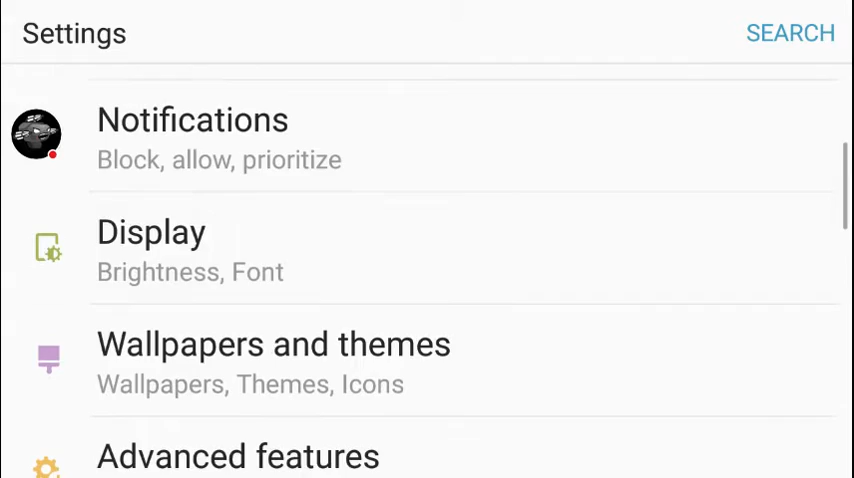 Settings
SEARCH
Notifications
Block, allow, prioritize
Display
Brightness, Font
Wallpapers and themes
Wallpapers, Themes, Icons
Advanced features